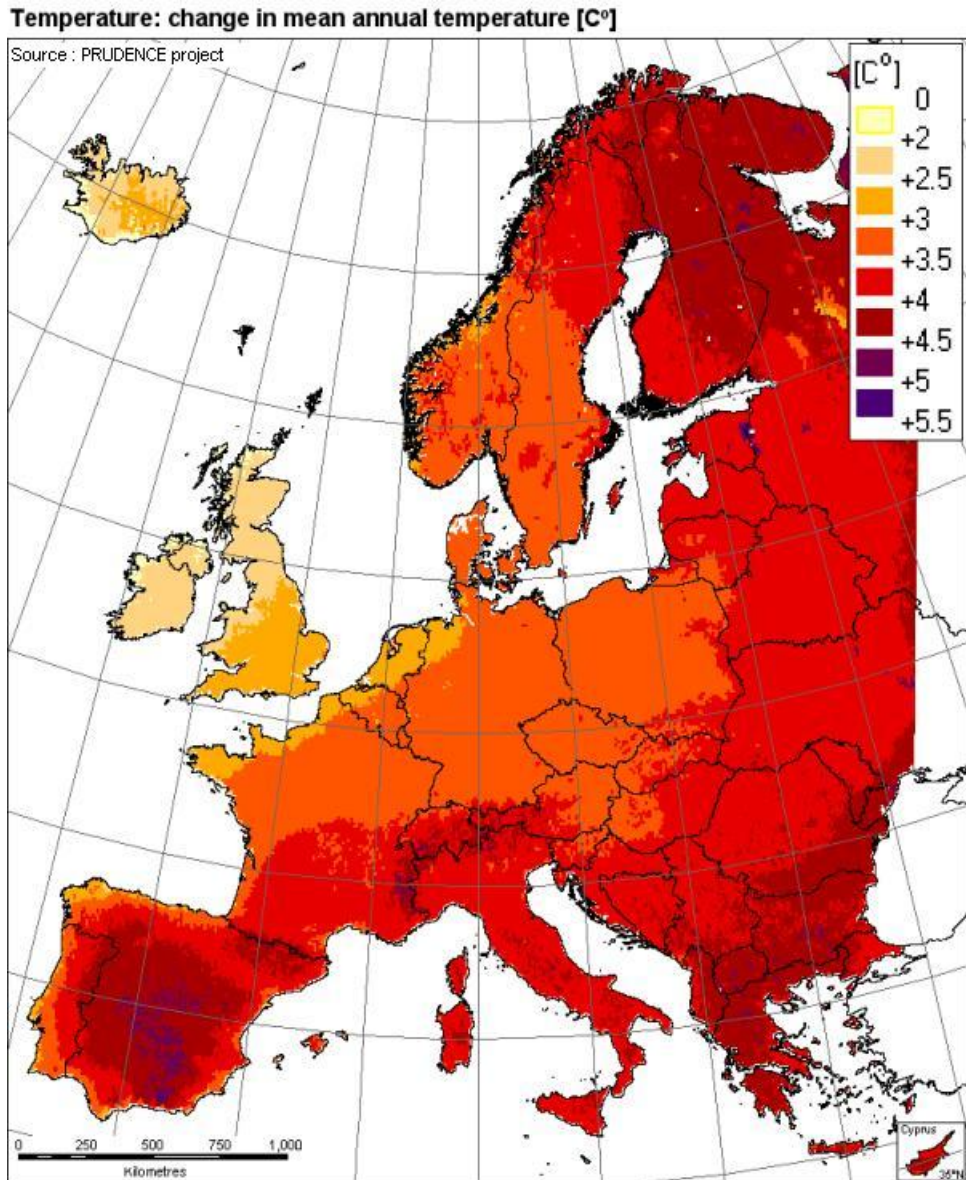 Temperature: change in mean annual temperature [Cº]
Source : PRUDENCE project
[C°]
0
+2
+2.5
+3
+3.5
+4
+4.5
+5
+5.5
0 250 500 750 1,000
Kilometres
Cyprus
35°N